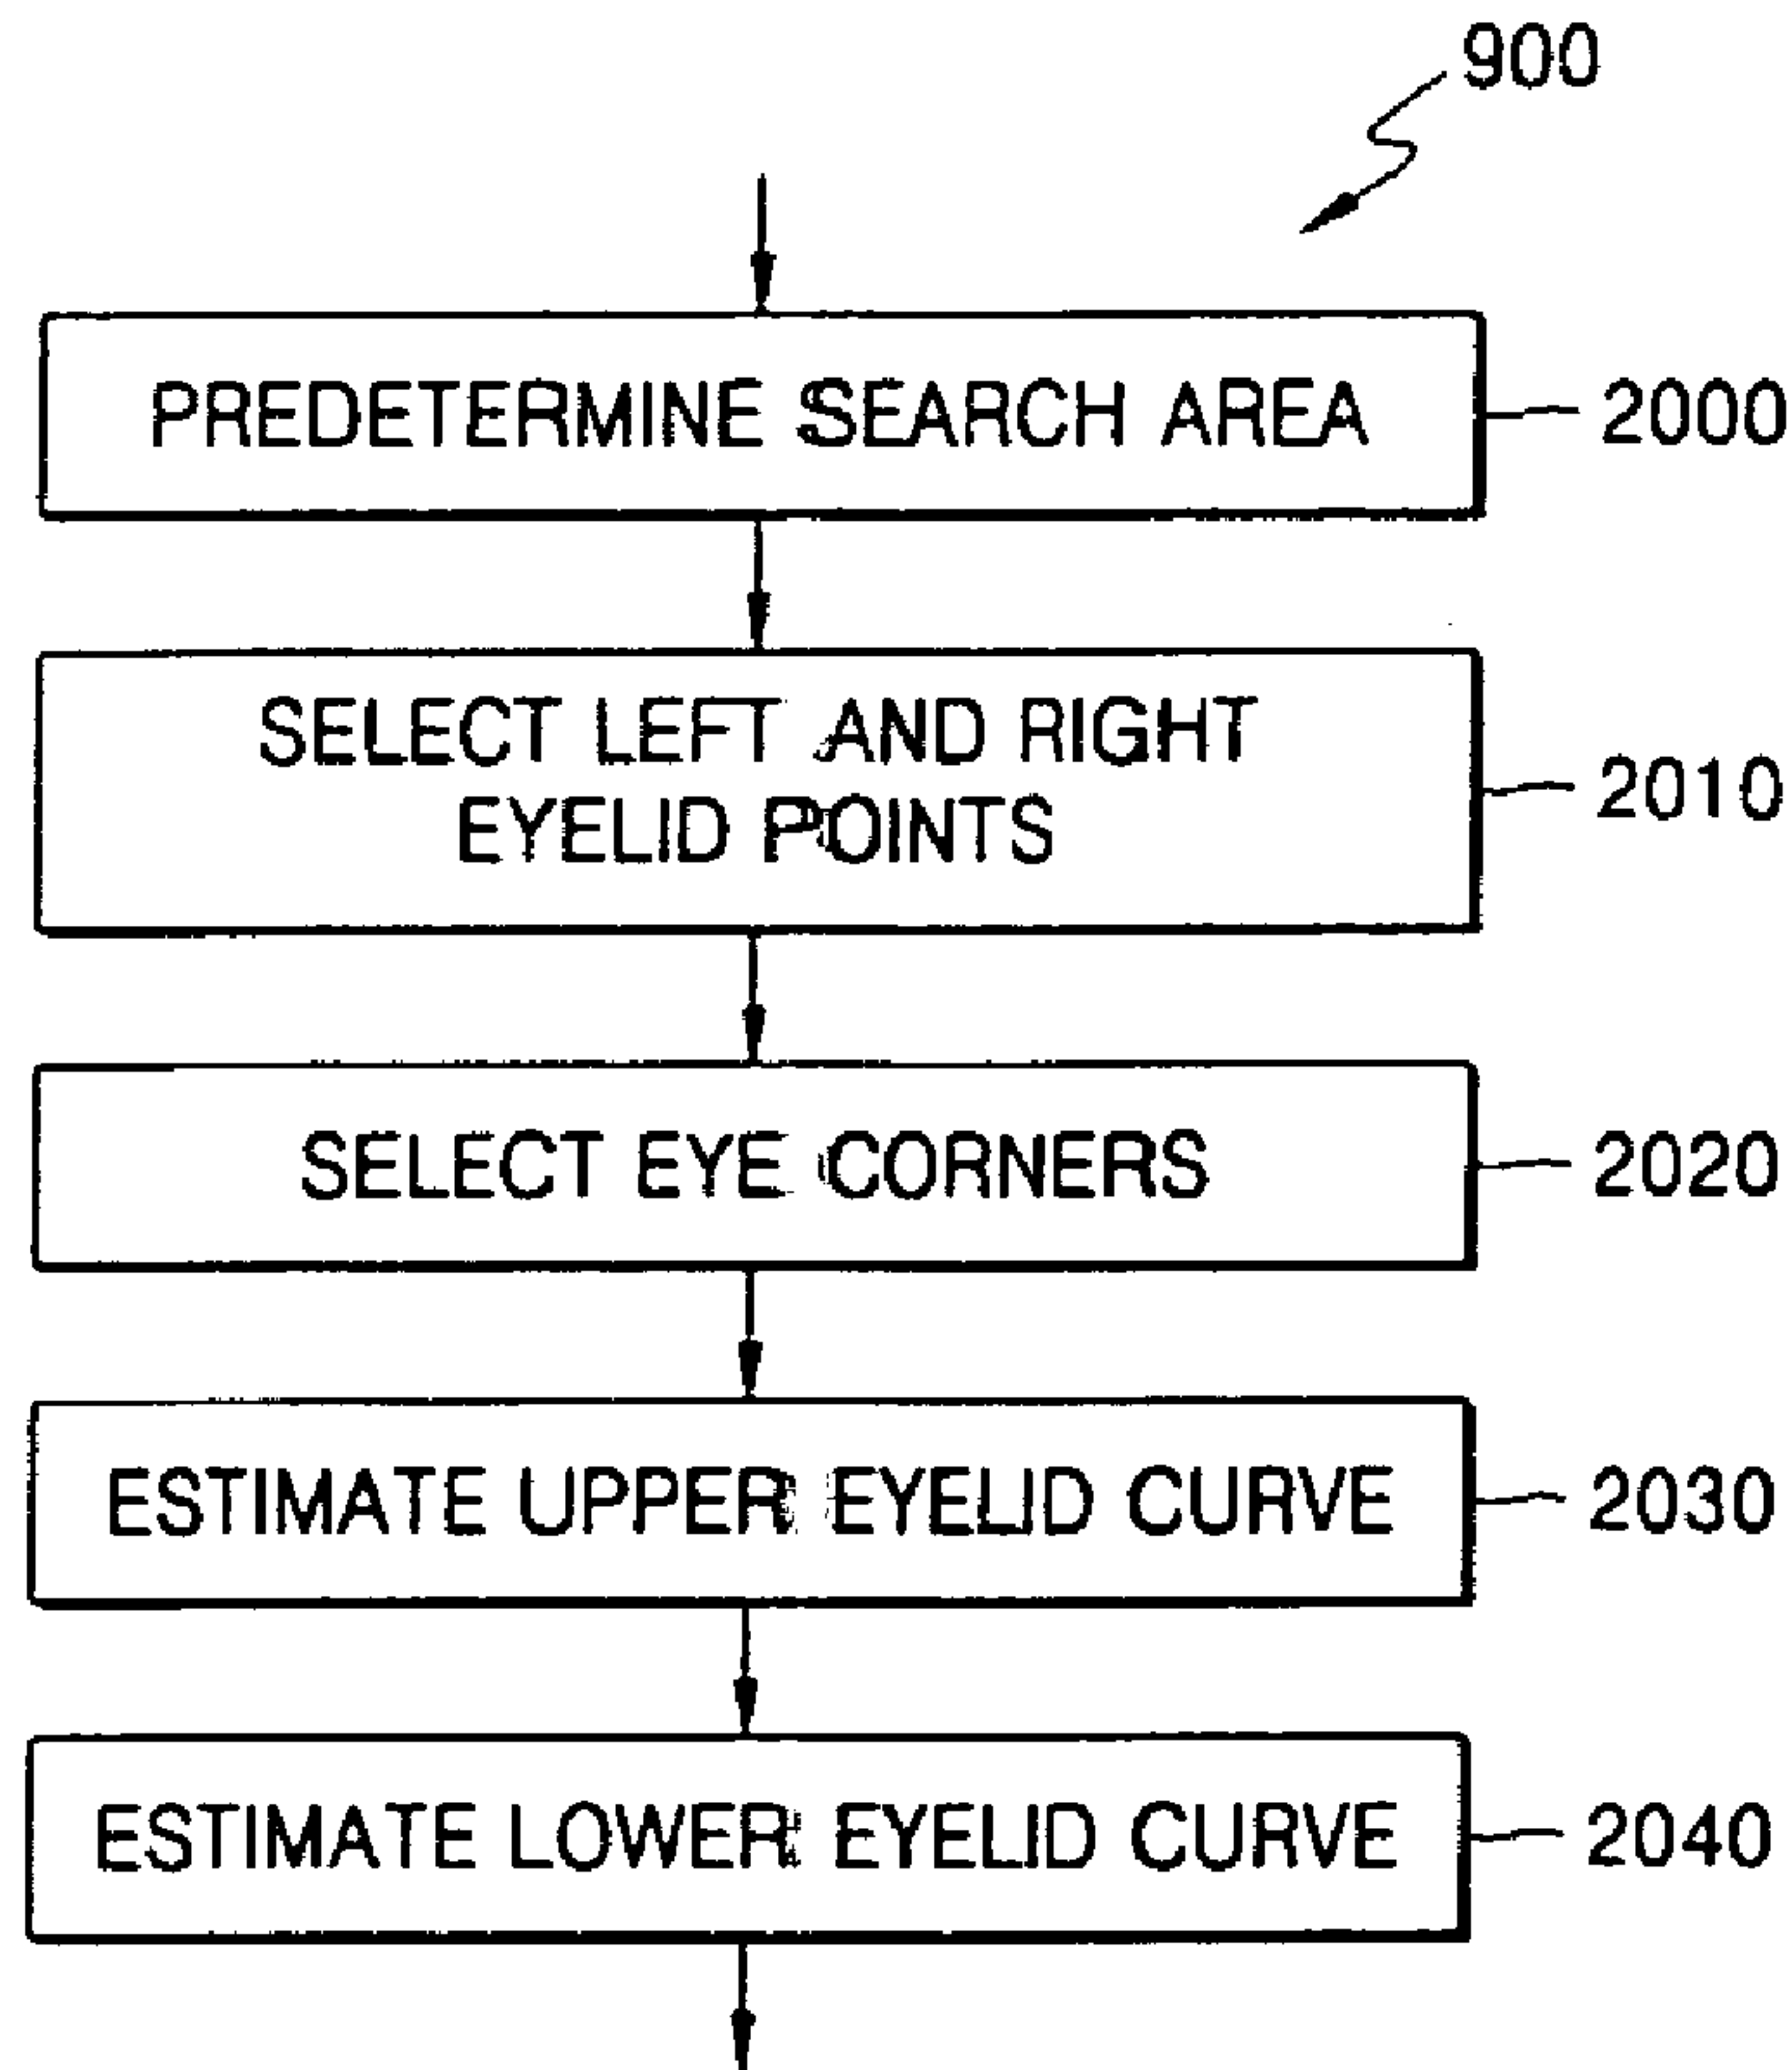 900
PREDETERMINE SEARCH AREA
2000
SELECT LEFT AND RIGHT
EYELID POINTS
2010
SELECT EYE CORNERS
2020
ESTIMATE UPPER EYELID CURVE
2030
ESTIMATE LOWER EYELID CURVE
2040